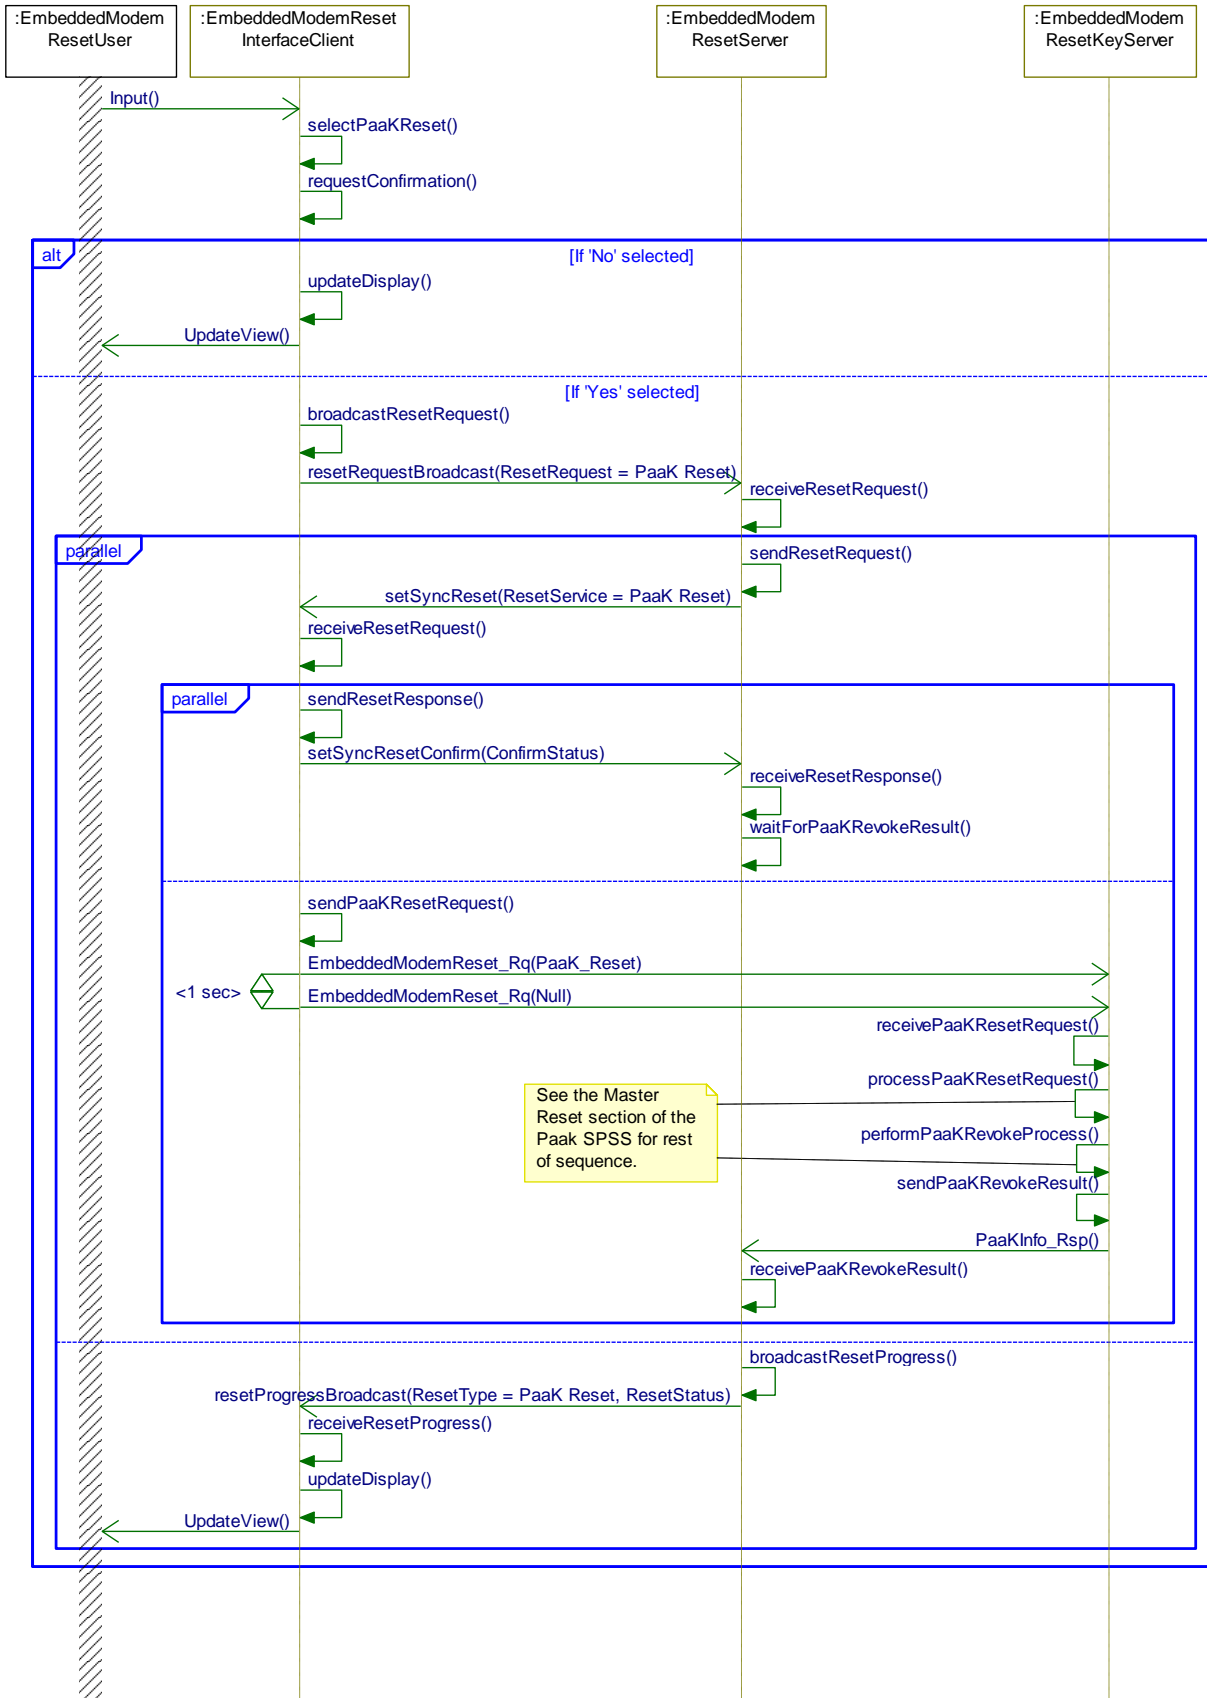 :EmbeddedModem
ResetUser
:EmbeddedModemReset
InterfaceClient
:EmbeddedModem
ResetServer
:EmbeddedModem
ResetKeyServer
Input()
selectPaaKReset()
requestConfirmation()
alt
[If 'No' selected]
updateDisplay()
UpdateView()
[If 'Yes' selected]
broadcastResetRequest()
resetRequestBroadcast(ResetRequest = PaaK Reset)
receiveResetRequest()
parallel
sendResetRequest()
setSyncReset(ResetService = PaaK Reset)
receiveResetRequest()
parallel
sendResetResponse()
setSyncResetConfirm(ConfirmStatus)
receiveResetResponse()
waitForPaaKRevokeResult()
sendPaaKResetRequest()
EmbeddedModemReset_Rq(PaaK_Reset)
<1 sec>
EmbeddedModemReset_Rq(Null)
receivePaaKResetRequest()
processPaaKResetRequest()
See the Master
Reset section of the
Paak SPSS for rest
of sequence.
performPaaKRevokeProcess()
sendPaaKRevokeResult()
PaaKInfo_Rsp()
receivePaaKRevokeResult()
broadcastResetProgress()
resetProgressBroadcast(ResetType = PaaK Reset, ResetStatus)
receiveResetProgress()
updateDisplay()
UpdateView()